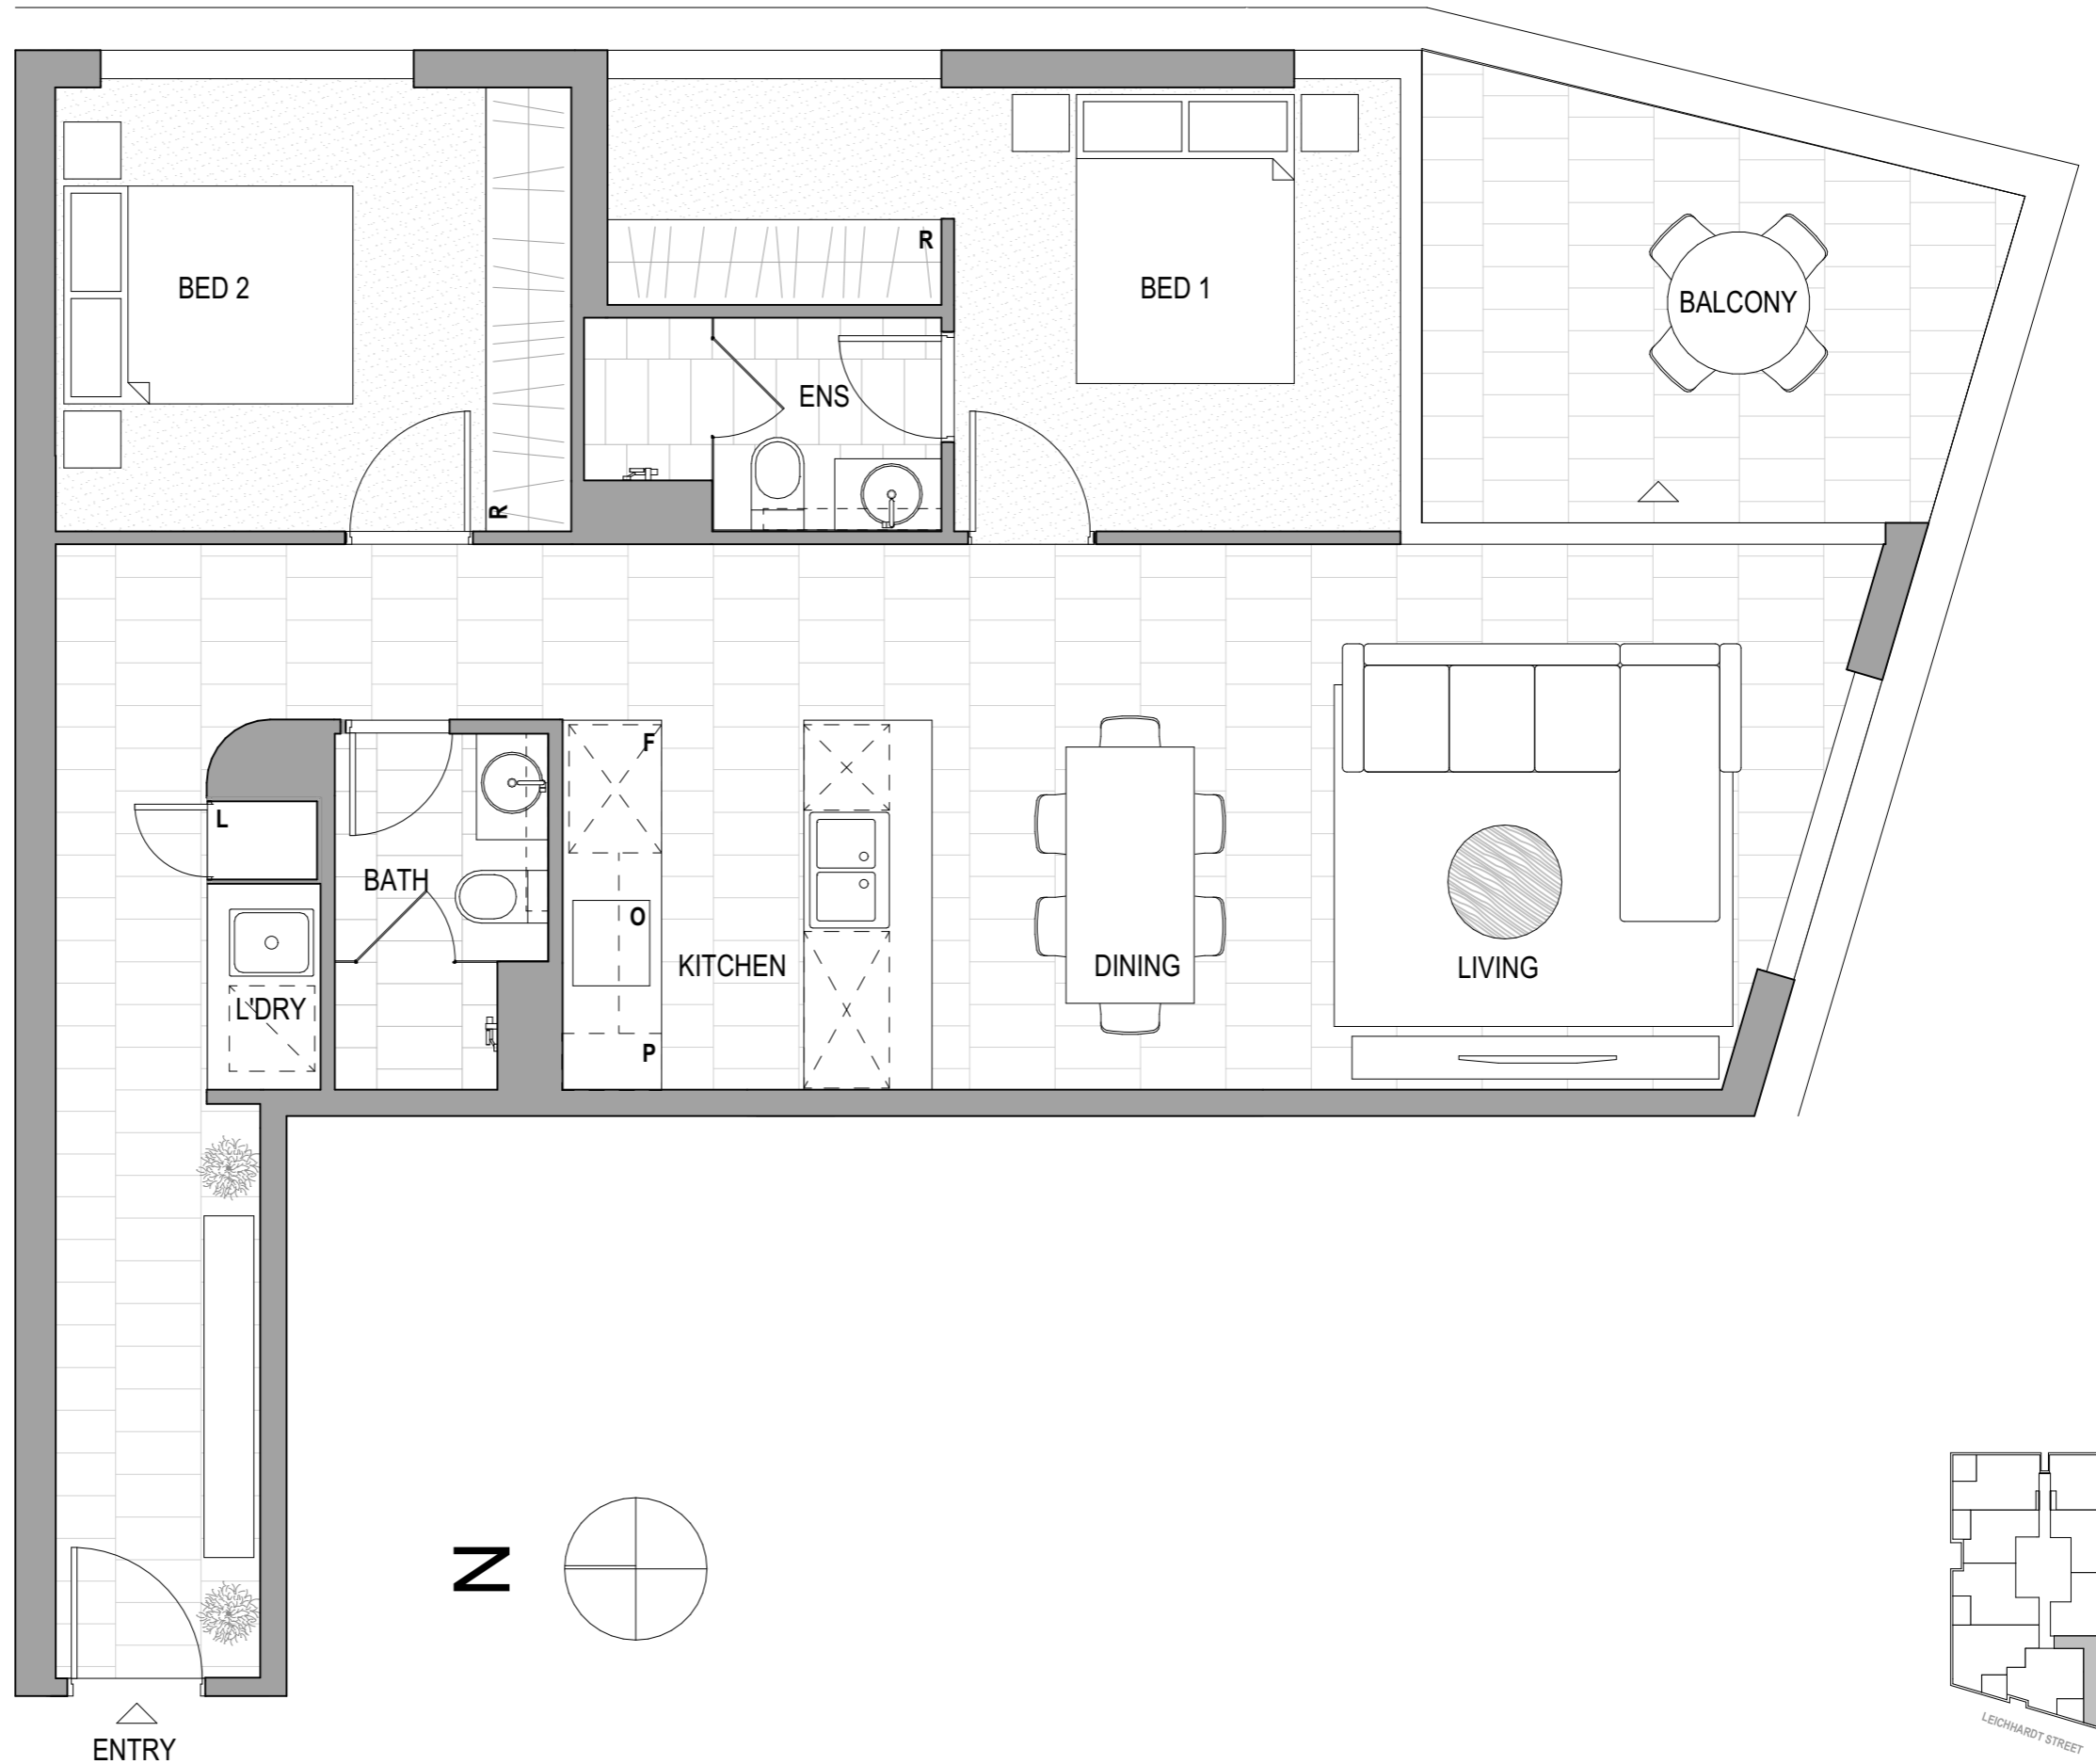 BED 2
R
R
BED 1
ENS
BALCONY
F
L
BATH
O
KITCHEN
DINING
LIVING
L'DRY
P
N
ENTRY
LEICHHARDT STREET